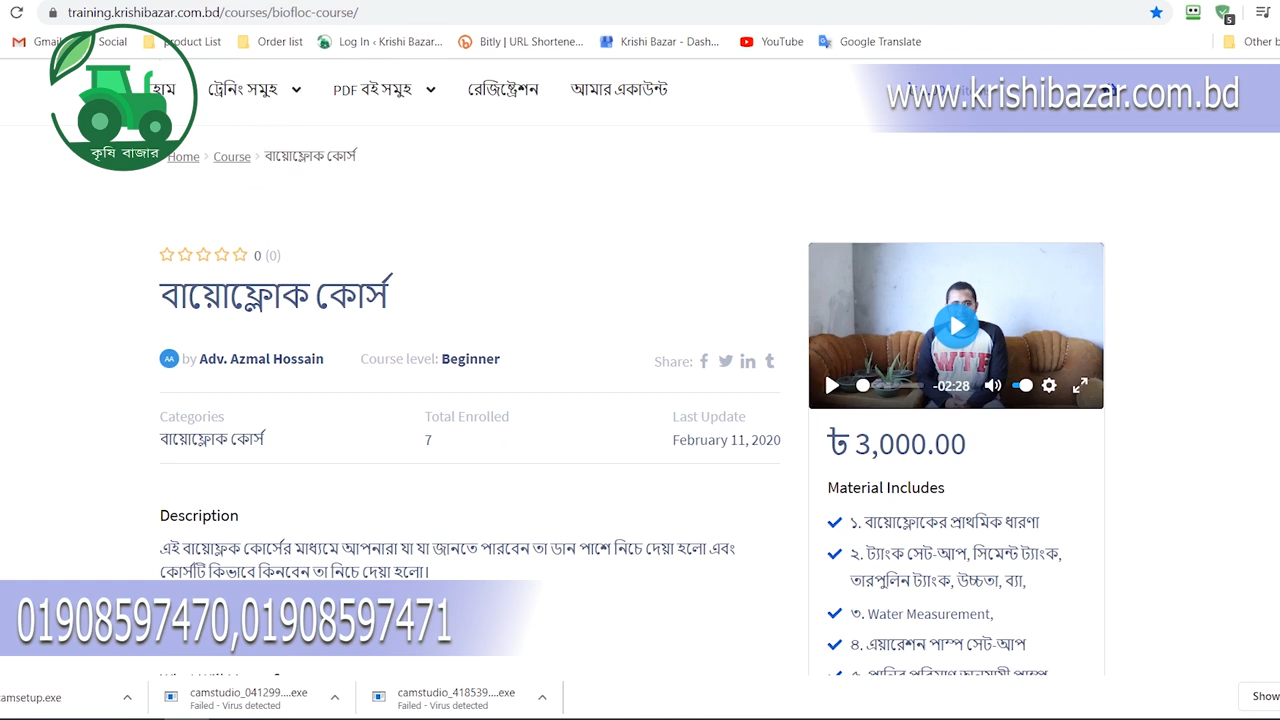 training.krishibazar.com.bd/courses/biofloc-course/
5
Gmail Social product List Order list Log In ‹ Krishi Bazar... Bitly | URL Shortene... Krishi Bazar - Dash... YouTube Google Translate Other b
ট্রেনিং সমুহ PDF বই সমুহ রেজিষ্ট্রেশন আমার একাউন্ট
www.krishibazar.com.bd
কৃষি বাজার
Home > Course > বায়োফ্লোক কোর্স
0 (0)
বায়োফ্লোক কোর্স
AA by Adv. Azmal Hossain Course level: Beginner Share:
Categories Total Enrolled Last Update
বায়োফ্লোক কোর্স 7 February 11, 2020
WTF
-02:28
৳ 3,000.00
Material Includes
১. বায়োফ্লোকের প্রাথমিক ধারণা
২. ট্যাংক সেট-আপ, সিমেন্ট ট্যাংক,
তারপুলিন ট্যাংক, উচ্চতা, ব্যা,
৩. Water Measurement,
৪. এয়ারেশন পাম্প সেট-আপ
Description
এই বায়োফ্লক কোর্সের মাধ্যমে আপনারা যা যা জানতে পারবেন তা ডান পাশে নিচে দেয়া হলো এবং
কোর্সটি কিভাবে কিনবেন তা নিচে দেয়া হলো।
01908597470,01908597471
camsetup.exe
camstudio_041299....exe
Failed - Virus detected
camstudio_418539....exe
Failed - Virus detected
Show